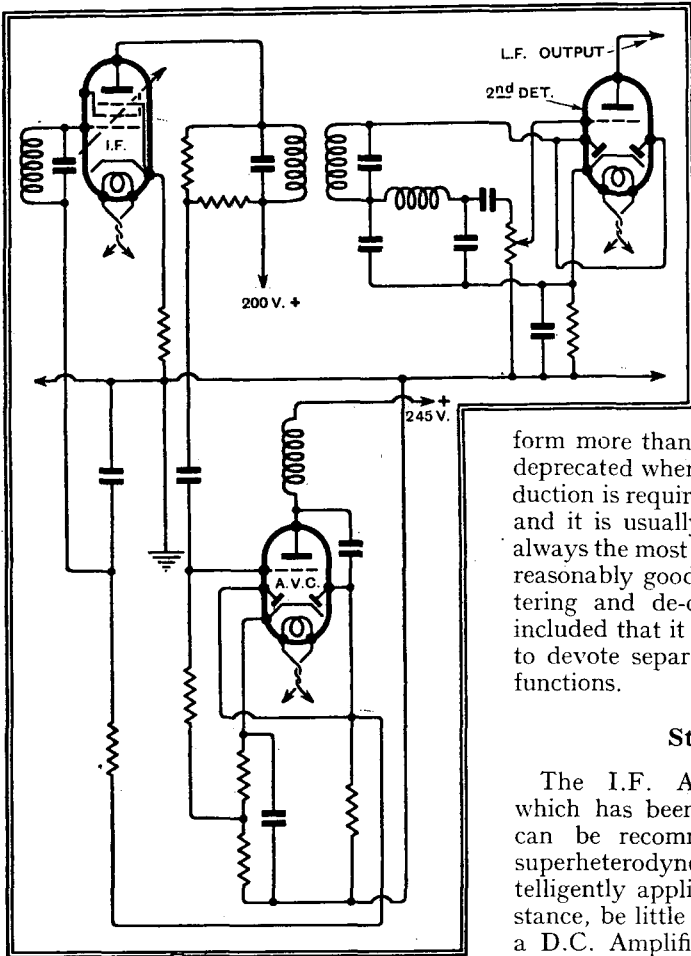 L.F. OUTPUT
2nd DET.
I.F.
200 V. +
+
245 V.
A.V.C.
form more than
deprecated when
duction is requir
and it is usually
always the most
reasonably good
tering and de-c
included that it
to devote separ
functions.
St
The I.F. A
which has been
can be recomm
superheterodyne
telligently appli
stance, be little
a D.C. Amplifi